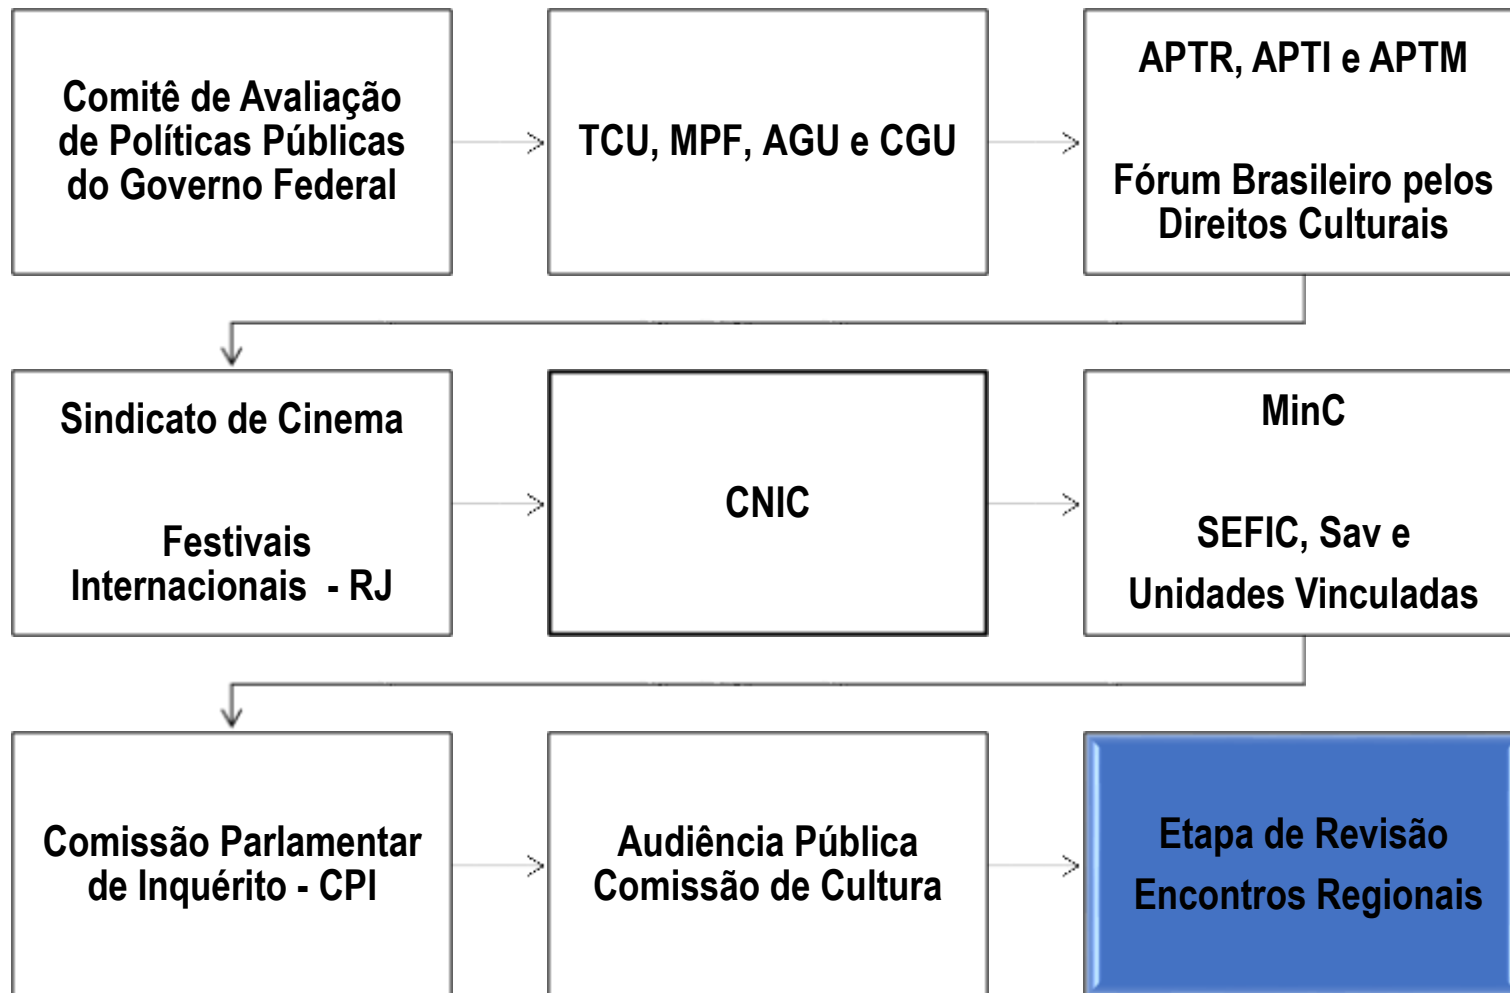 Comitê de Avaliação
de Políticas Públicas
do Governo Federal
TCU, MPF, AGU e CGU
APTR, APTI e APTM
Fórum Brasileiro pelos
Direitos Culturais
Sindicato de Cinema
Festivais
Internacionais - RJ
CNIC
MinC
SEFIC, Sav e
Unidades Vinculadas
Comissão Parlamentar
de Inquérito - CPI
Audiência Pública
Comissão de Cultura
Etapa de Revisão
Encontros Regionais